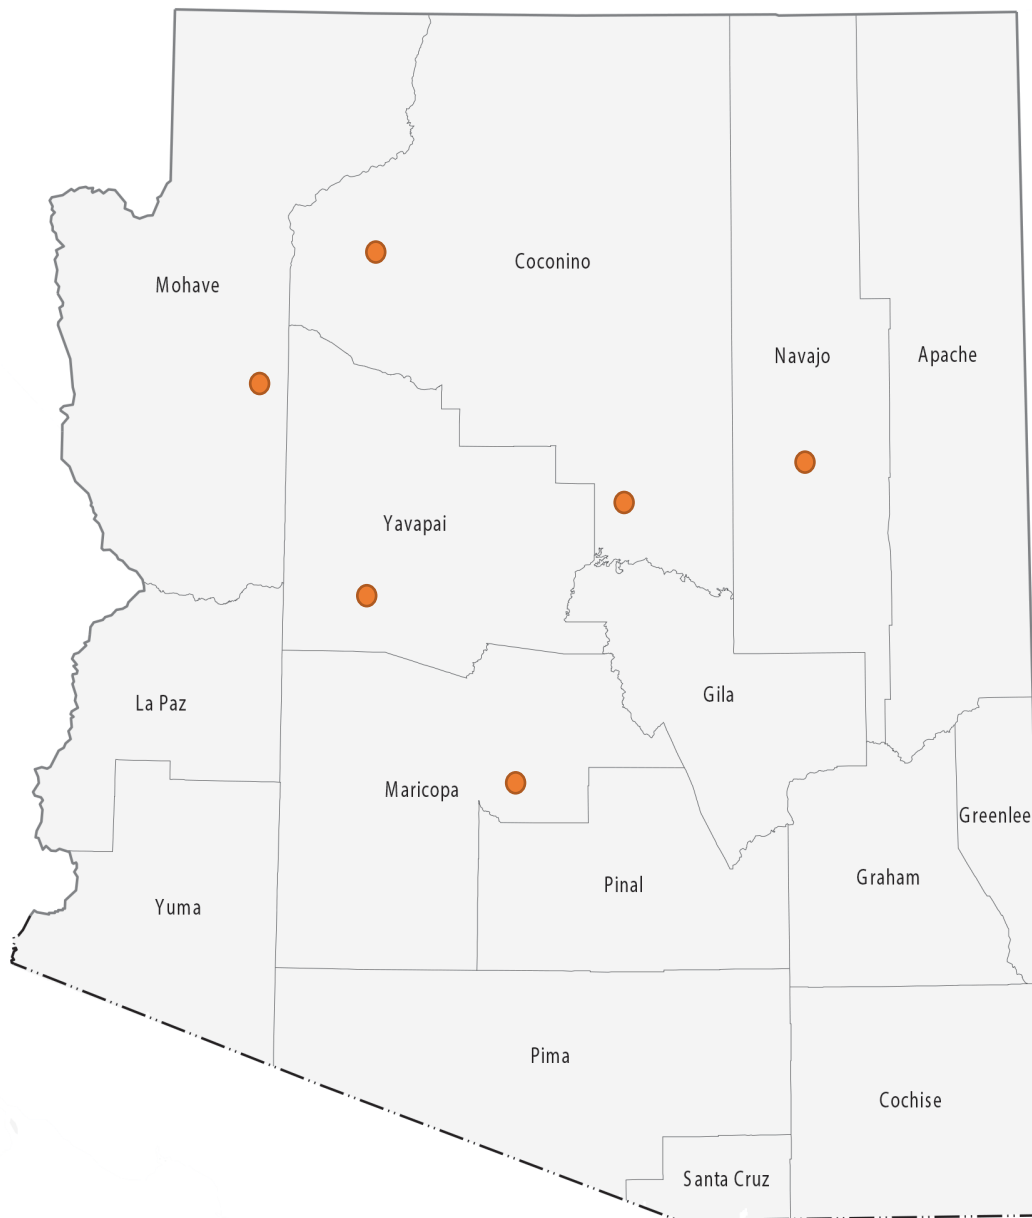 Coconino
Mohave
Navajo
Apache
Yavapai
Gila
La Paz
Maricopa
Greenlee
Graham
Pinal
Yuma
Pima
Cochise
Santa Cruz